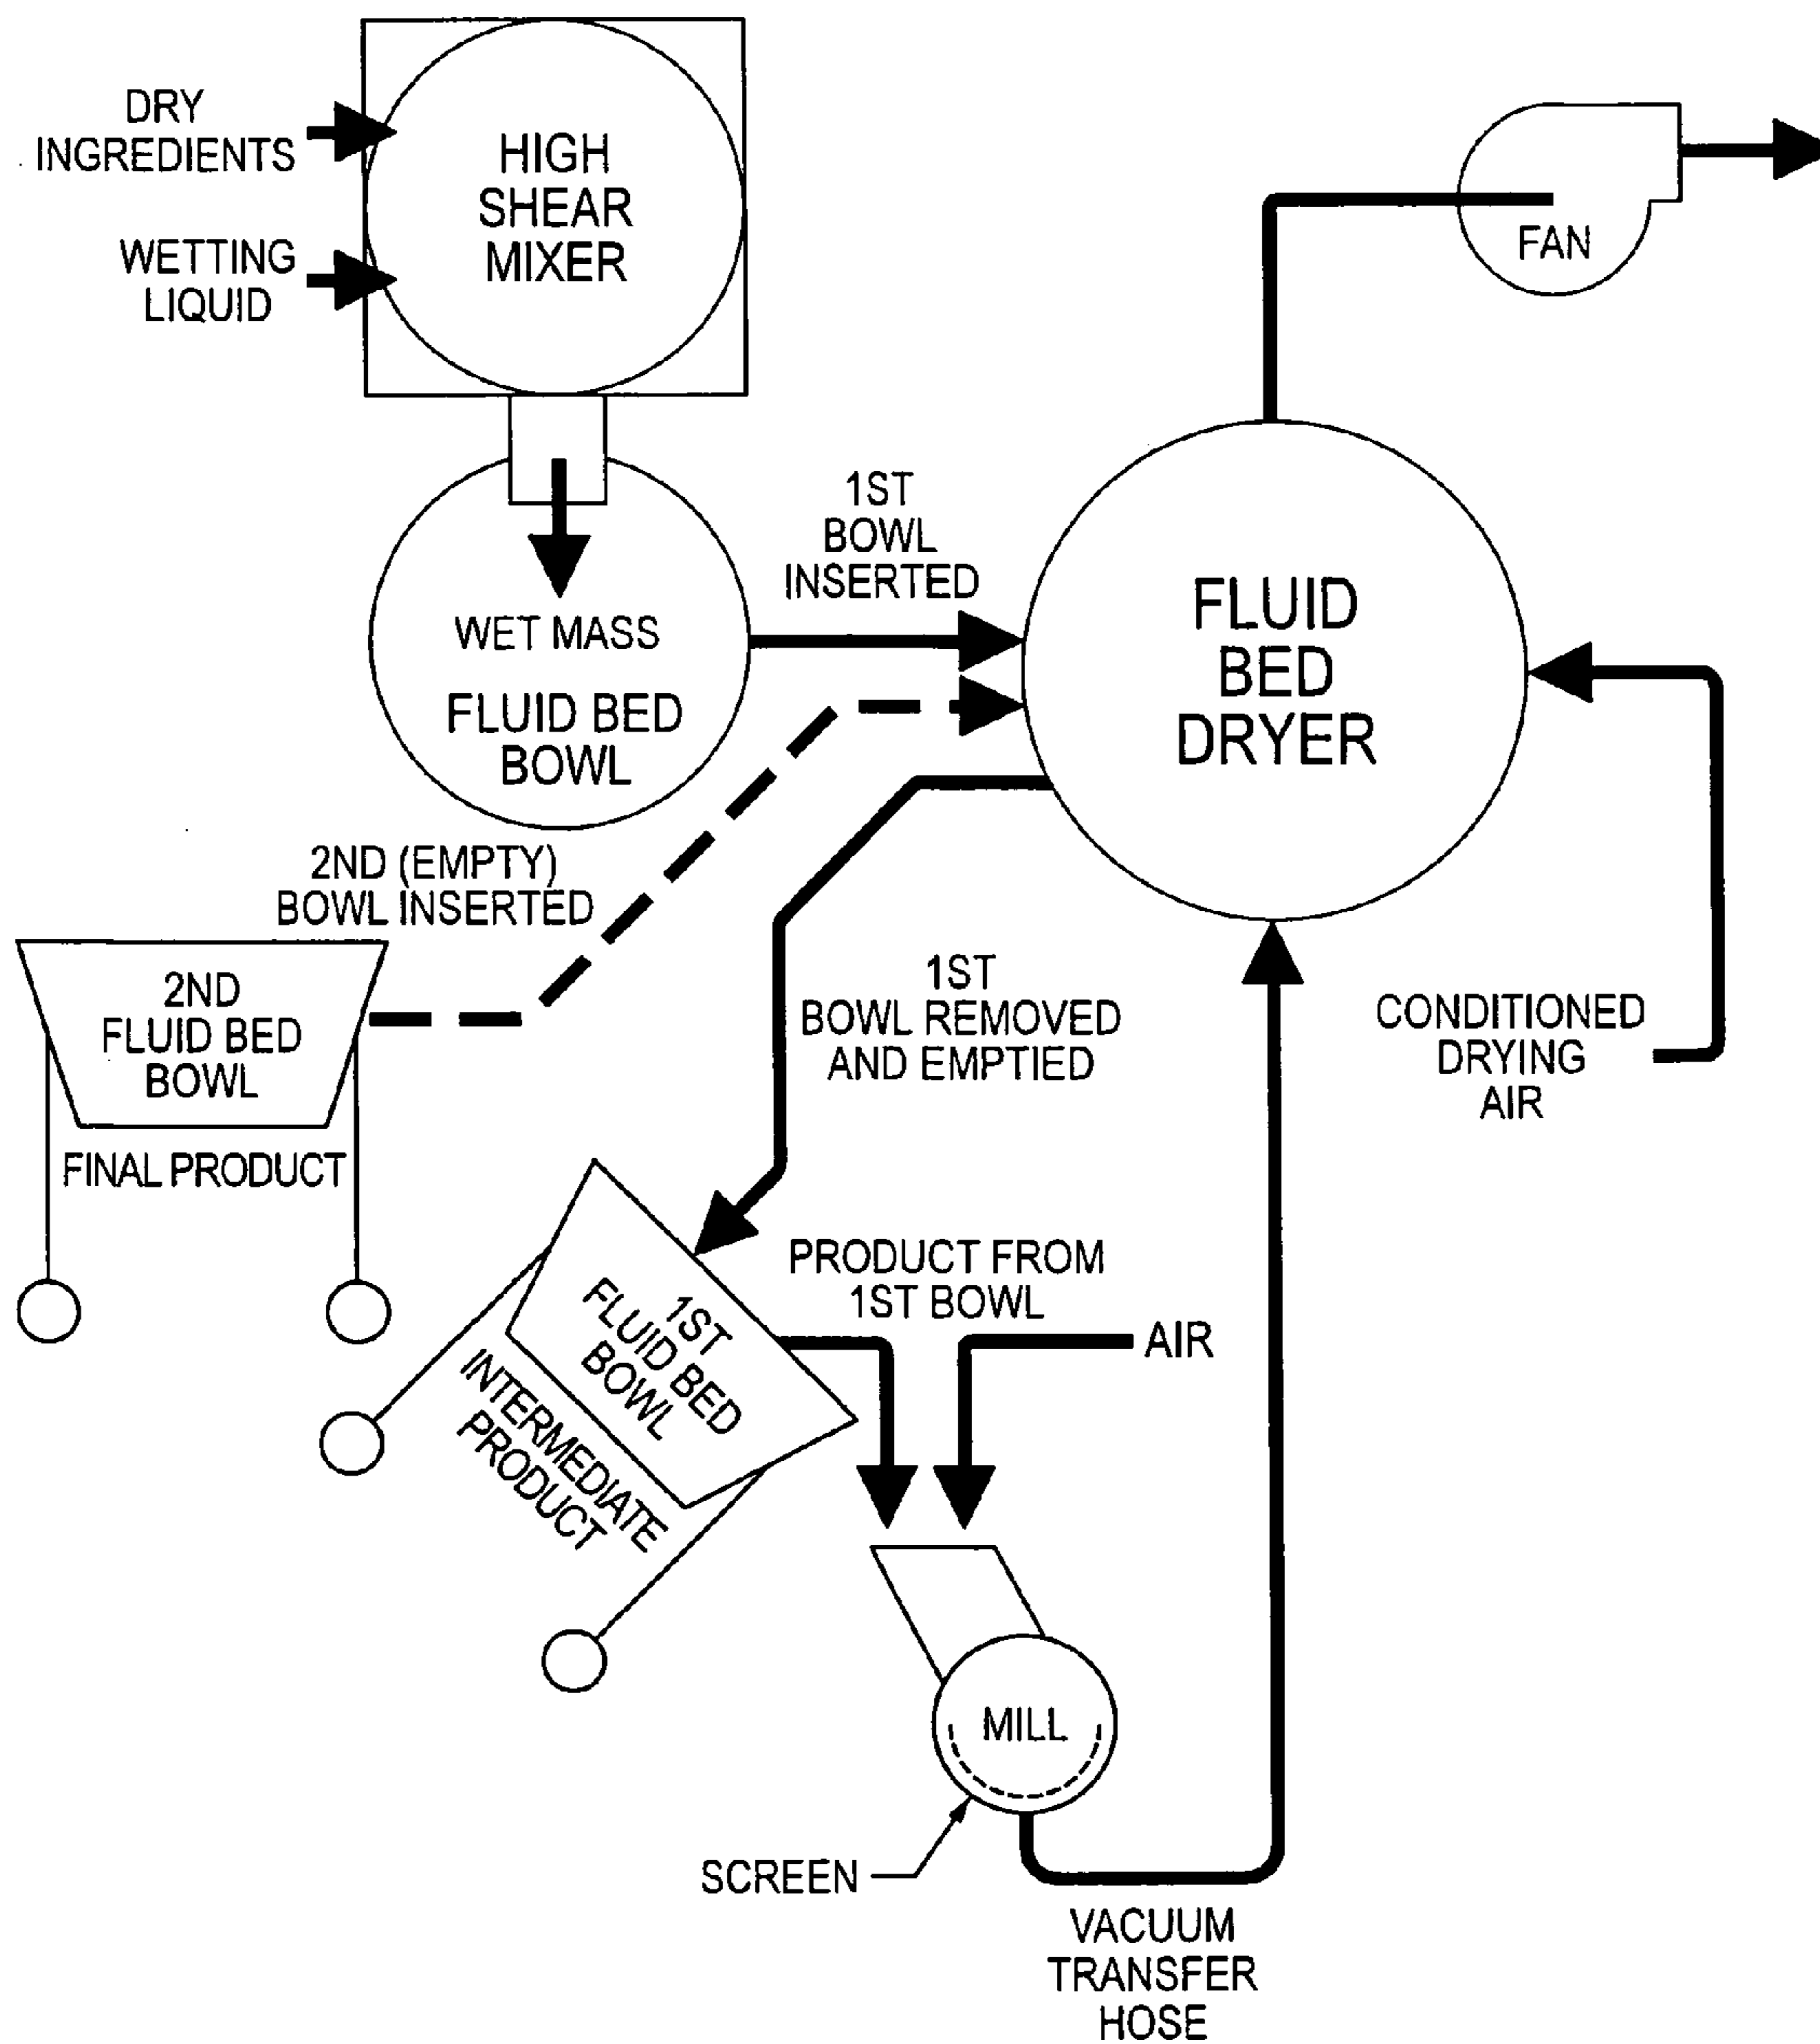 DRY
INGREDIENTS
WETTING
LIQUID
HIGH
SHEAR
MIXER
FAN
WET MASS
FLUID BED
BOWL
1ST
BOWL
INSERTED
FLUID
BED
DRYER
2ND (EMPTY)
BOWL INSERTED
2ND
FLUID BED
BOWL
FINAL PRODUCT
1ST
BOWL REMOVED
AND EMPTIED
CONDITIONED
DRYING
AIR
1ST
FLUID BED
BOWL
INTERMEDIATE
PRODUCT
PRODUCT FROM
1ST BOWL
AIR
MILL
SCREEN
VACUUM
TRANSFER
HOSE